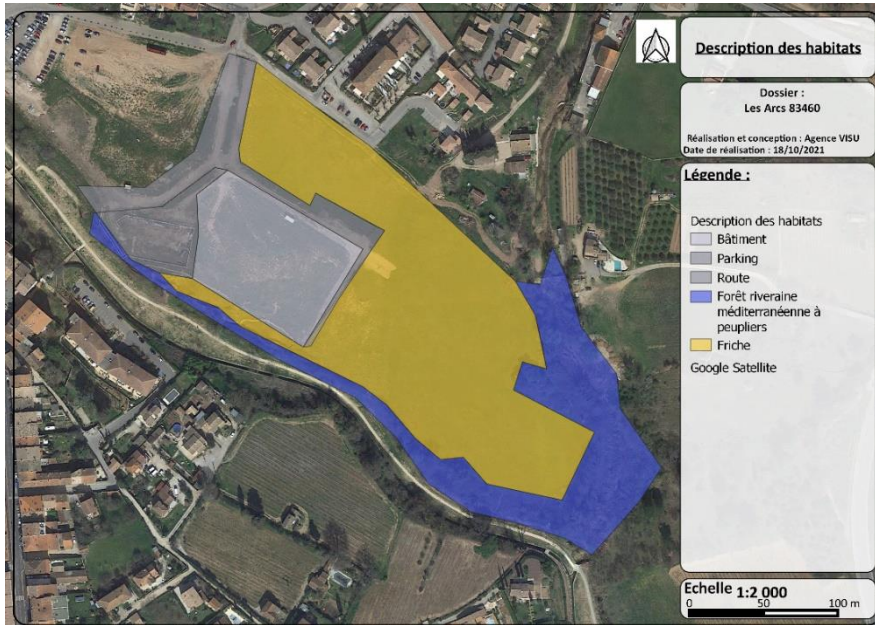 Description des habitats
Dossier :
Les Arcs 83460
Réalisation et conception : Agence VISU
Date de réalisation : 18/10/2021
Légende :
Description des habitats
Bâtiment
Parking
Route
Forêt riveraine
méditerranéenne à
peupliers
Friche
Google Satellite
Echelle 1:2 000
0 50 100 m